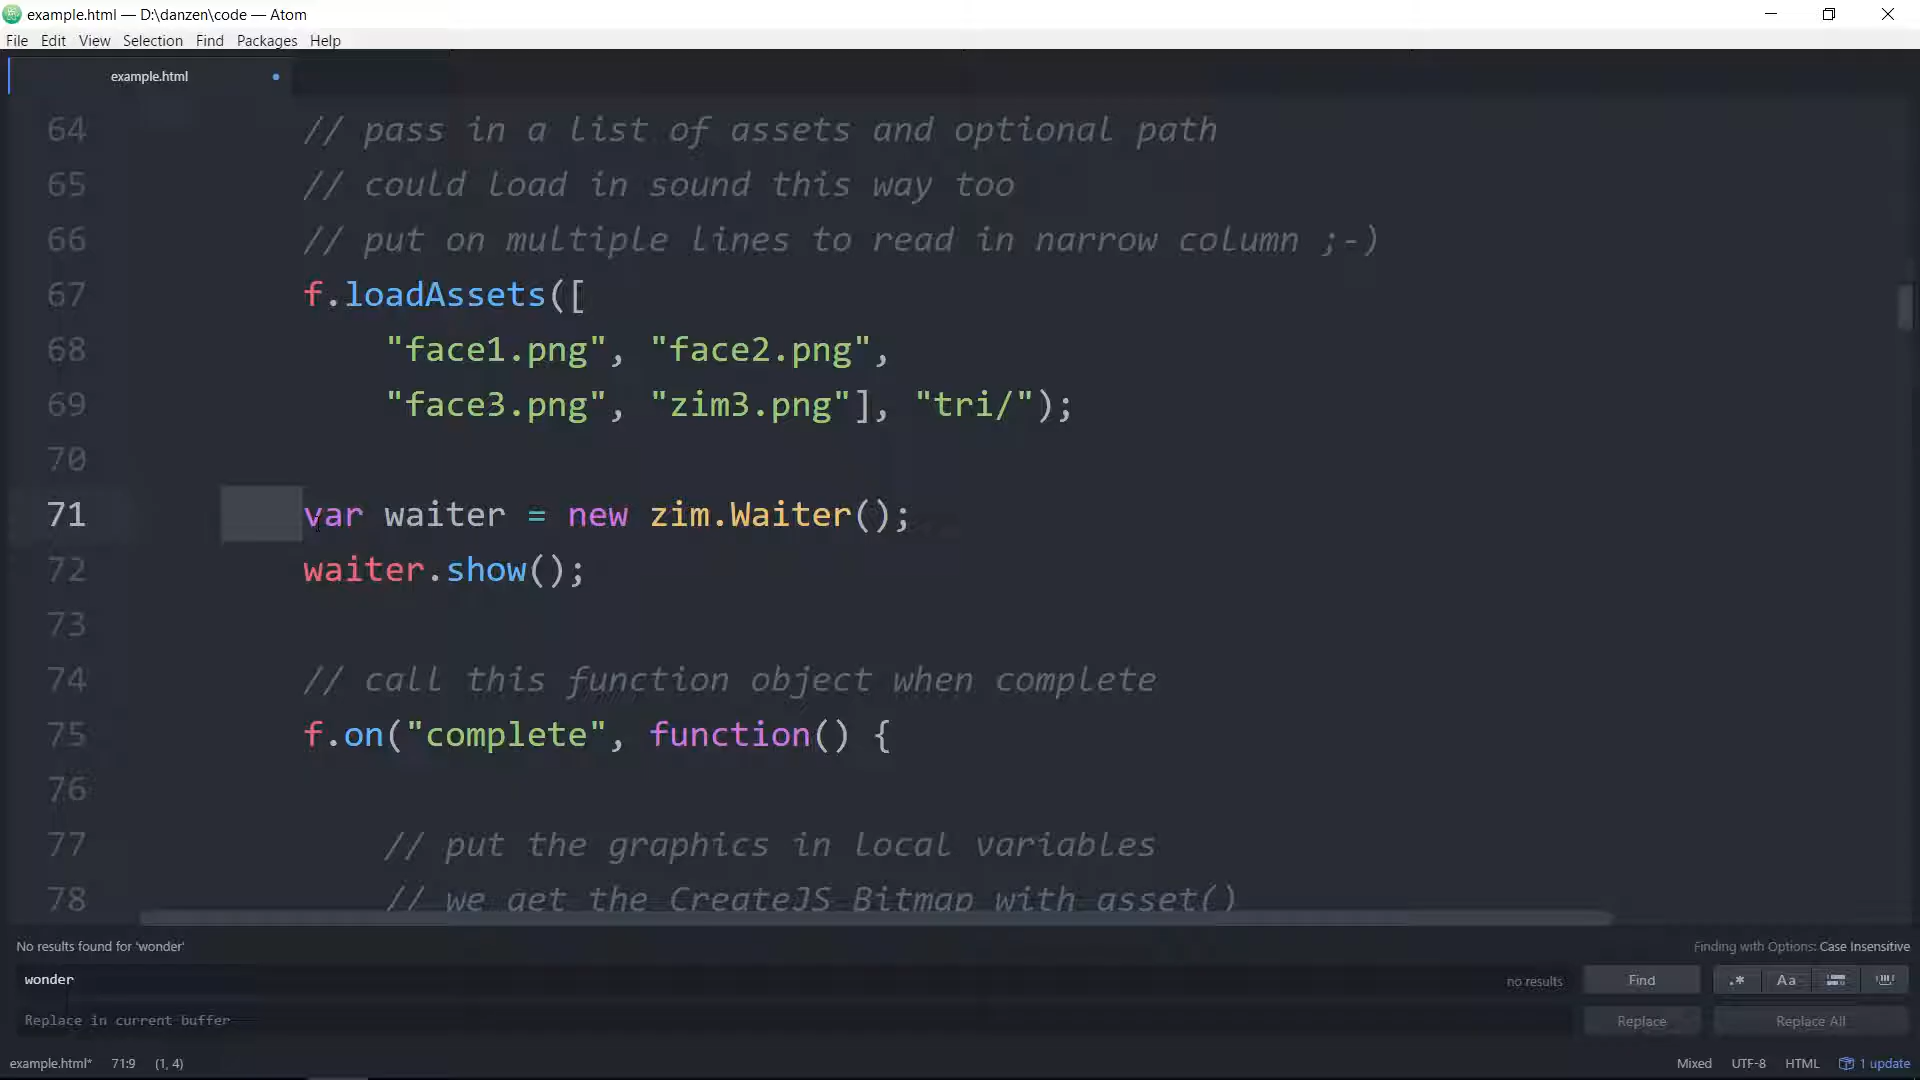 example.html — D:\danzen\code — Atom
File Edit View Selection Find Packages Help
example.html
64 // pass in a list of assets and optional path
65 // could load in sound this way too
66 // put on multiple lines to read in narrow column ;-)
67 f.loadAssets([
68 "face1.png", "face2.png",
69 "face3.png", "zim3.png"], "tri/");
70
71 var waiter = new zim.Waiter();
72 waiter.show();
73
74 // call this function object when complete
75 f.on("complete", function() {
76
77 // put the graphics in local variables
78 // we get the CreateJS Bitmap with asset()
No results found for 'wonder' Finding with Options: Case Insensitive
wonder no results Find .* Aa
Replace in current buffer Replace Replace All
example.html* 71:9 (1, 4) Mixed UTF-8 HTML 1 update